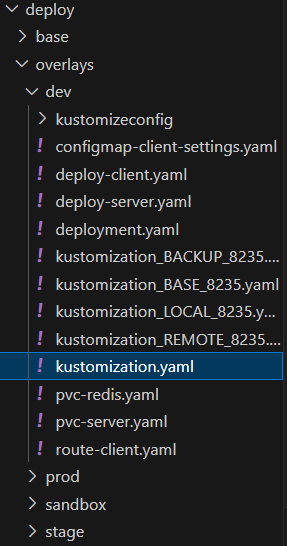 deploy
base
overlays
dev
kustomizeconfig
configmap-client-settings.yaml
deploy-client.yaml
deploy-server.yaml
deployment.yaml
kustomization_BACKUP_8235....
kustomization_BASE_8235.yaml
kustomization_LOCAL_8235.y...
kustomization_REMOTE_8235....
kustomization.yaml
pvc-redis.yaml
pvc-server.yaml
route-client.yaml
prod
sandbox
stage